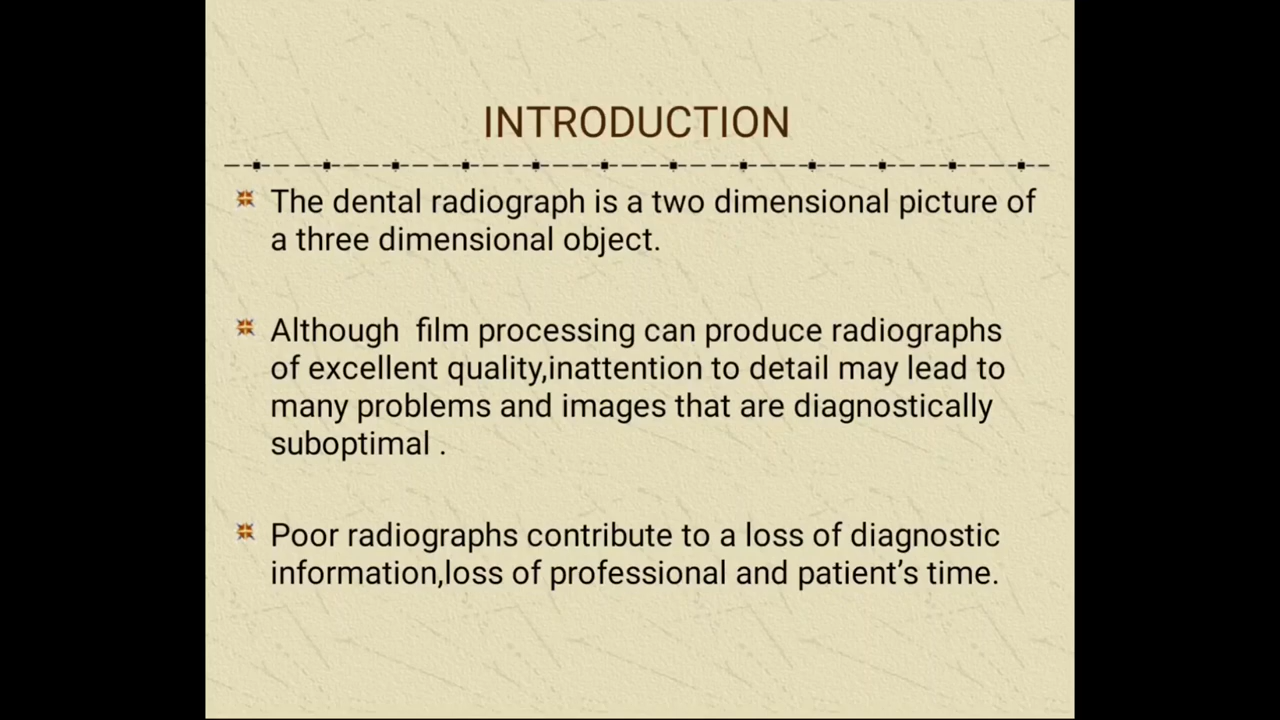 INTRODUCTION
The dental radiograph is a two dimensional picture of
a three dimensional object.
Although  film processing can produce radiographs
of excellent quality,inattention to detail may lead to
many problems and images that are diagnostically
suboptimal .
Poor radiographs contribute to a loss of diagnostic
information,loss of professional and patient’s time.